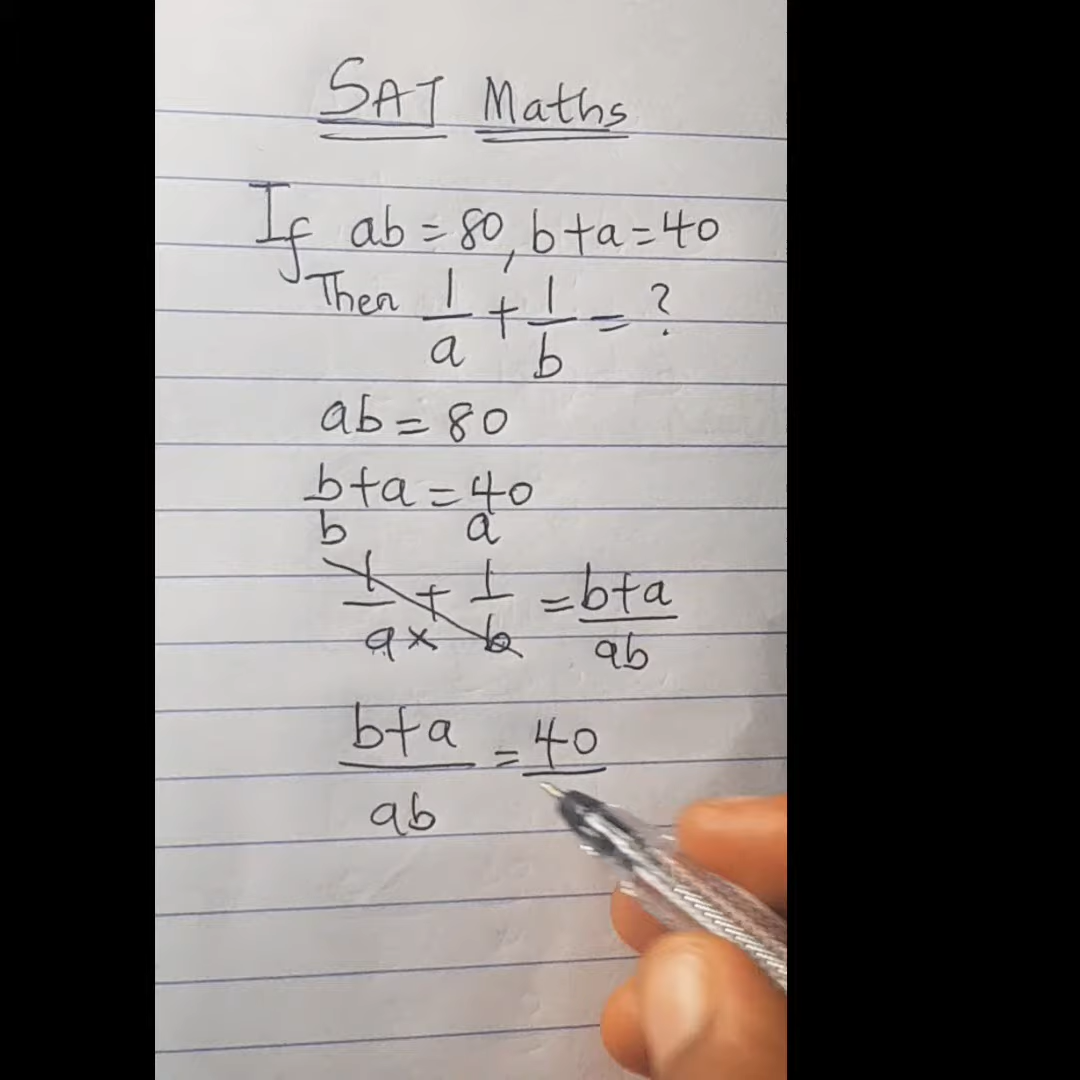 SAT Maths
If ab = 80, b+a = 40
Then 1/a + 1/b = ?
ab = 80
b+a = 40
b a
1/a × + 1/b = b+a/ab
b+a/ab = 40